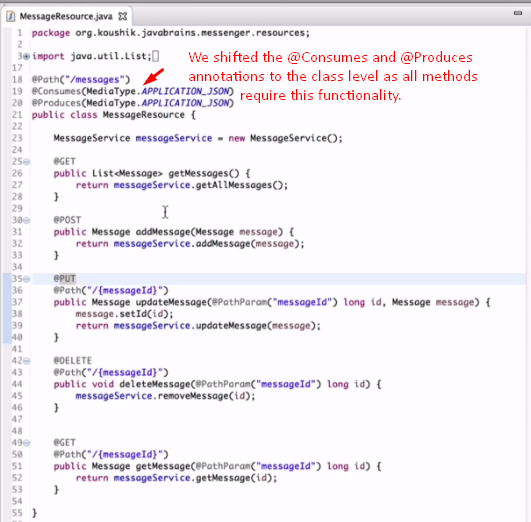 MessageResource.java
1 package org.koushik.javabrains.messenger.resources;
2
3 import java.util.List;
We shifted the @Consumes and @Produces
annotations to the class level as all methods
require this functionality.
17
18 @Path("/messages")
19 @Consumes(MediaType.APPLICATION_JSON)
20 @Produces(MediaType.APPLICATION_JSON)
21 public class MessageResource {
22
23 MessageService messageService = new MessageService();
24
25 @GET
26 public List<Message> getMessages() {
27 return messageService.getAllMessages();
28 }
29
30 @POST
31 public Message addMessage(Message message) {
32 return messageService.addMessage(message);
33 }
34
35 @PUT
36 @Path("/{messageId}")
37 public Message updateMessage(@PathParam("messageId") long id, Message message) {
38 message.setId(id);
39 return messageService.updateMessage(message);
40 }
41
42 @DELETE
43 @Path("/{messageId}")
44 public void deleteMessage(@PathParam("messageId") long id) {
45 messageService.removeMessage(id);
46 }
47
48
49 @GET
50 @Path("/{messageId}")
51 public Message getMessage(@PathParam("messageId") long id) {
52 return messageService.getMessage(id);
53 }
54
55 }